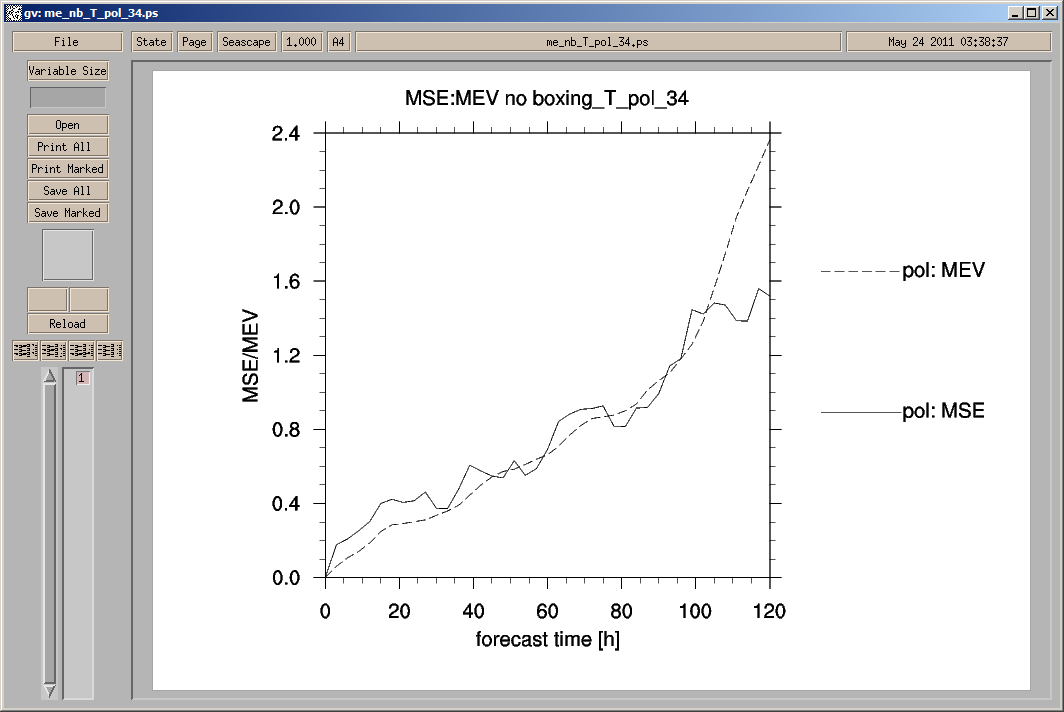 gv: me_nb_T_pol_34.ps
File State Page Seascape 1.000 A4 me_nb_T_pol_34.ps May 24 2011 03:38:37
Variable Size
Open
Print All
Print Marked
Save All
Save Marked
Reload
1
MSE:MEV no boxing_T_pol_34
2.4
2.0
1.6
1.2
0.8
0.4
0.0
MSE/MEV
0 20 40 60 80 100 120
forecast time [h]
pol: MEV
pol: MSE